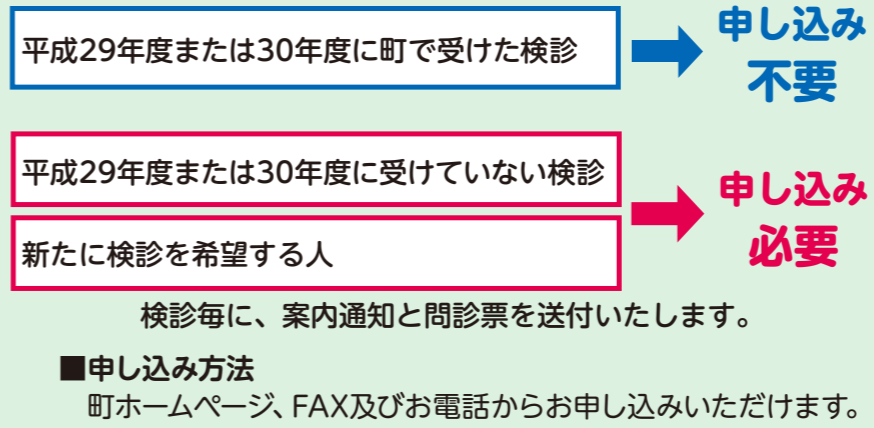 平成29年度または30年度に町で受けた検診
申し込み
不要
平成29年度または30年度に受けていない検診
新たに検診を希望する人
申し込み
必要
検診毎に、案内通知と問診票を送付いたします。
■申し込み方法
町ホームページ、FAX及びお電話からお申し込みいただけます。